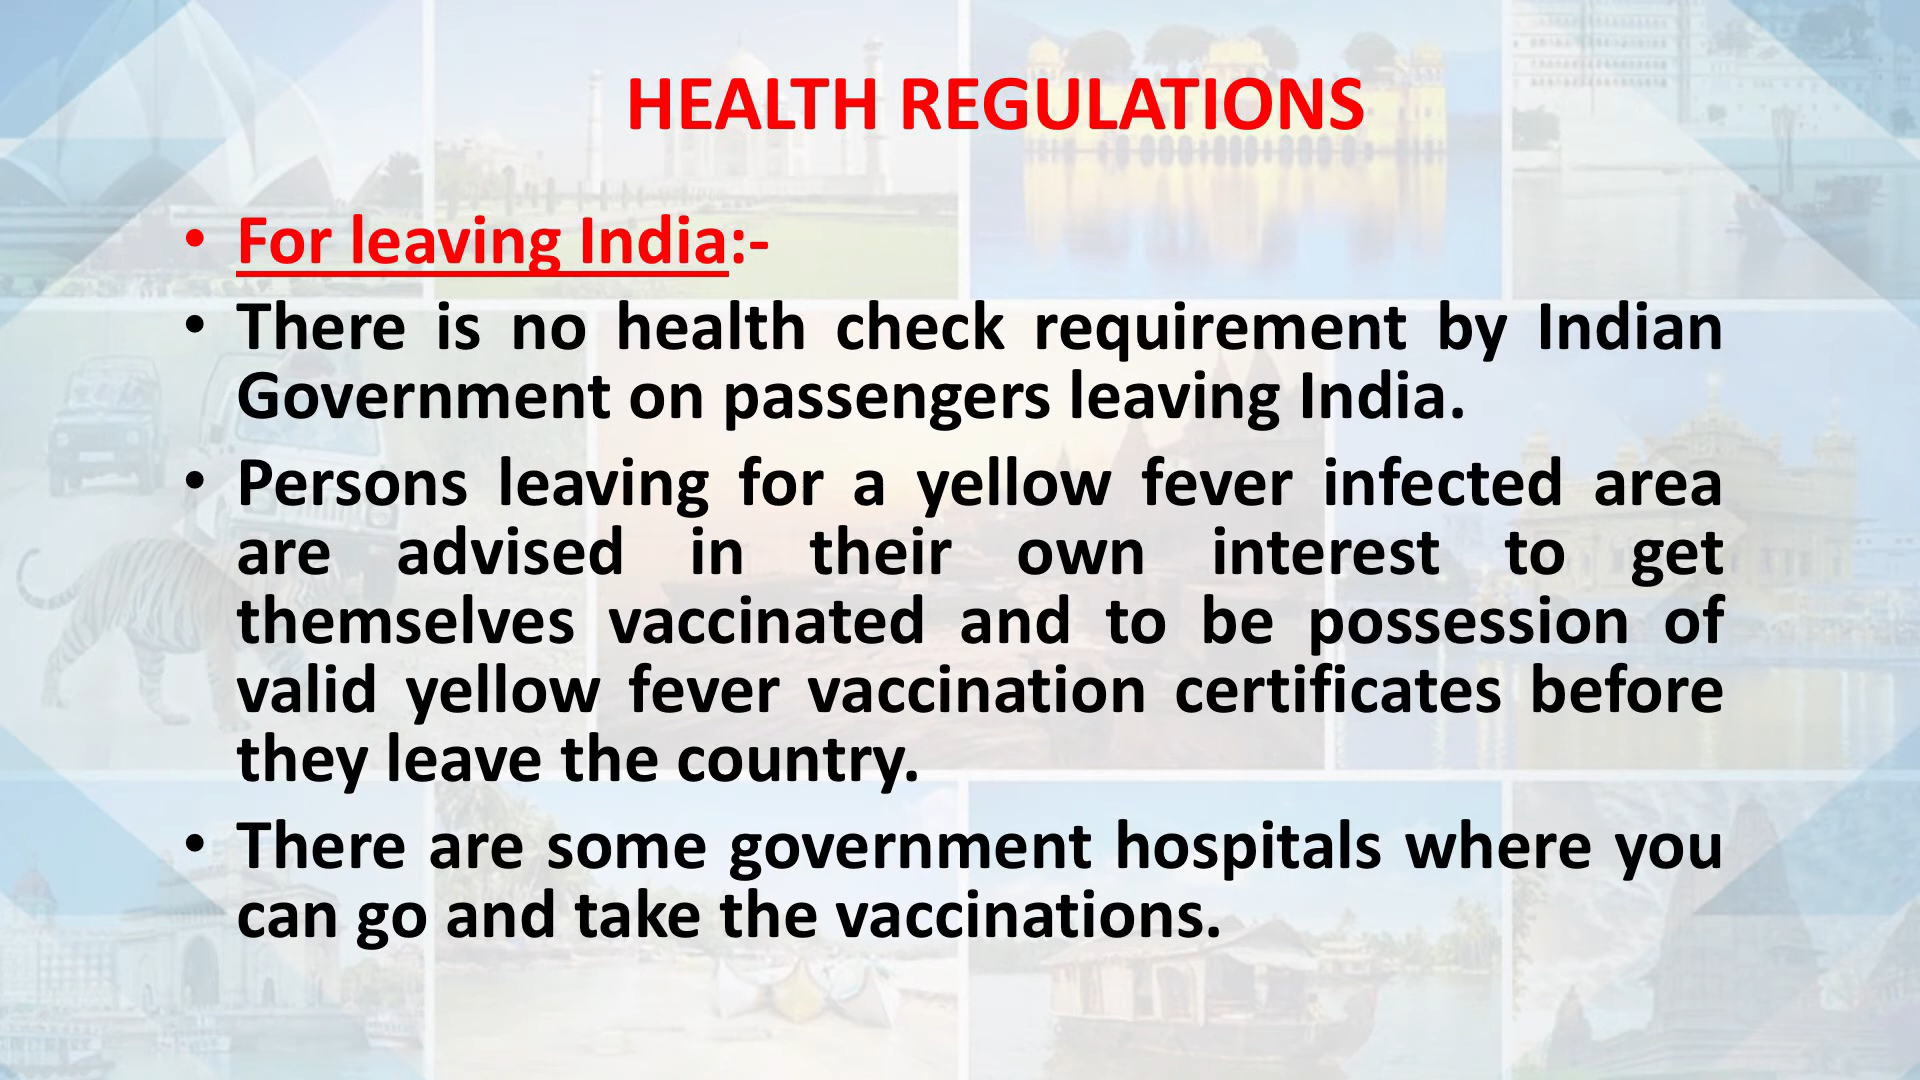 HEALTH REGULATIONS
• For leaving India:-
• There is no health check requirement by Indian
Government on passengers leaving India.
• Persons leaving for a yellow fever infected area
are advised in their own interest to get
themselves vaccinated and to be possession of
valid yellow fever vaccination certificates before
they leave the country.
• There are some government hospitals where you
can go and take the vaccinations.